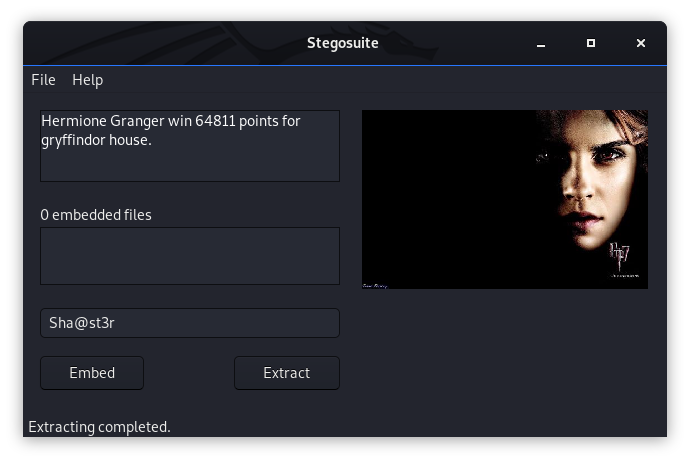 Stegosuite
File Help
Hermione Granger win 64811 points for
gryffindor house.
0 embedded files
Sha@st3r
Embed Extract
Extracting completed.